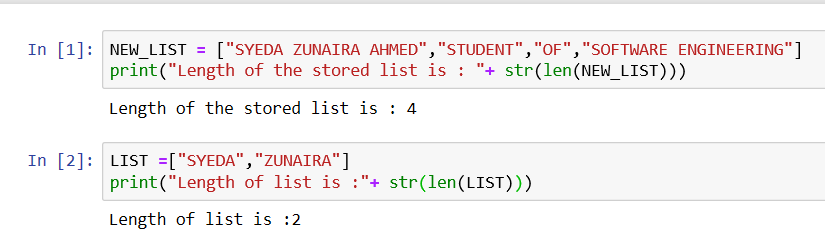 In [1]: NEW_LIST = ["SYEDA ZUNAIRA AHMED","STUDENT","OF","SOFTWARE ENGINEERING"]
print("Length of the stored list is : "+ str(len(NEW_LIST)))
Length of the stored list is : 4
In [2]: LIST =["SYEDA","ZUNAIRA"]
print("Length of list is :"+ str(len(LIST)))
Length of list is :2